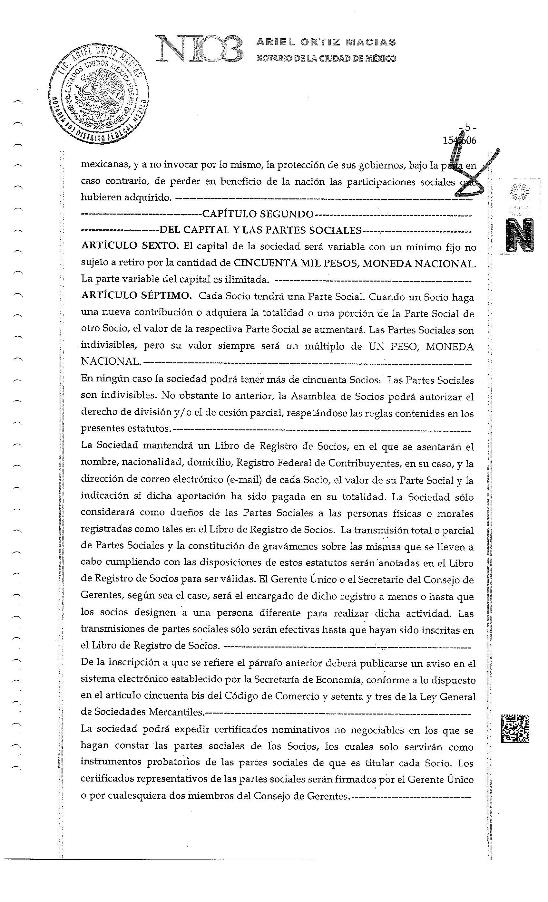 N103 ARIEL ORTIZ MACIAS
NOTARIO DE LA CIUDAD DE MÉXICO
LIC. ARIEL ORTIZ MACIAS
ESTADOS UNIDOS MEXICANOS
- 5 -
mexicanas, y a no invocar por lo mismo, la protección de sus gobiernos, bajo la pena en
caso contrario, de perder en beneficio de la nación las participaciones sociales que
hubieren adquirido. ---
---CAPÍTULO SEGUNDO---
---DEL CAPITAL Y LAS PARTES SOCIALES---
ARTÍCULO SEXTO. El capital de la sociedad será variable con un mínimo fijo no
sujeto a retiro por la cantidad de CINCUENTA MIL PESOS, MONEDA NACIONAL.
La parte variable del capital es ilimitada. ---
ARTÍCULO SÉPTIMO. Cada Socio tendrá una Parte Social. Cuando un Socio haga
una nueva contribución o adquiera la totalidad o una porción de la Parte Social de
otro Socio, el valor de la respectiva Parte Social se aumentará. Las Partes Sociales son
indivisibles, pero su valor siempre será un múltiplo de UN PESO, MONEDA
NACIONAL.---
En ningún caso la sociedad podrá tener más de cincuenta Socios. Las Partes Sociales
son indivisibles. No obstante lo anterior, la Asamblea de Socios podrá autorizar el
derecho de división y/o el de cesión parcial, respetándose las reglas contenidas en los
presentes estatutos.---
La Sociedad mantendrá un Libro de Registro de Socios, en el que se asentarán el
nombre, nacionalidad, domicilio, Registro Federal de Contribuyentes, en su caso, y la
dirección de correo electrónico (e-mail) de cada Socio, el valor de su Parte Social y la
indicación si dicha aportación ha sido pagada en su totalidad. La Sociedad sólo
considerará como dueños de las Partes Sociales a las personas físicas o morales
registradas como tales en el Libro de Registro de Socios. La transmisión total o parcial
de Partes Sociales y la constitución de gravámenes sobre las mismas que se lleven a
cabo cumpliendo con las disposiciones de estos estatutos serán anotadas en el Libro
de Registro de Socios para ser válidas. El Gerente Único o el Secretario del Consejo de
Gerentes, según sea el caso, será el encargado de dicho registro a menos o hasta que
los socios designen a una persona diferente para realizar dicha actividad. Las
transmisiones de partes sociales sólo serán efectivas hasta que hayan sido inscritas en
el Libro de Registro de Socios. ---
De la inscripción a que se refiere el párrafo anterior deberá publicarse un aviso en el
sistema electrónico establecido por la Secretaría de Economía, conforme a lo dispuesto
en el artículo cincuenta bis del Código de Comercio y setenta y tres de la Ley General
de Sociedades Mercantiles.---
La sociedad podrá expedir certificados nominativos no negociables en los que se
hagan constar las partes sociales de los Socios, los cuales solo servirán como
instrumentos probatorios de las partes sociales de que es titular cada Socio. Los
certificados representativos de las partes sociales serán firmados por el Gerente Único
o por cualesquiera dos miembros del Consejo de Gerentes.---
N